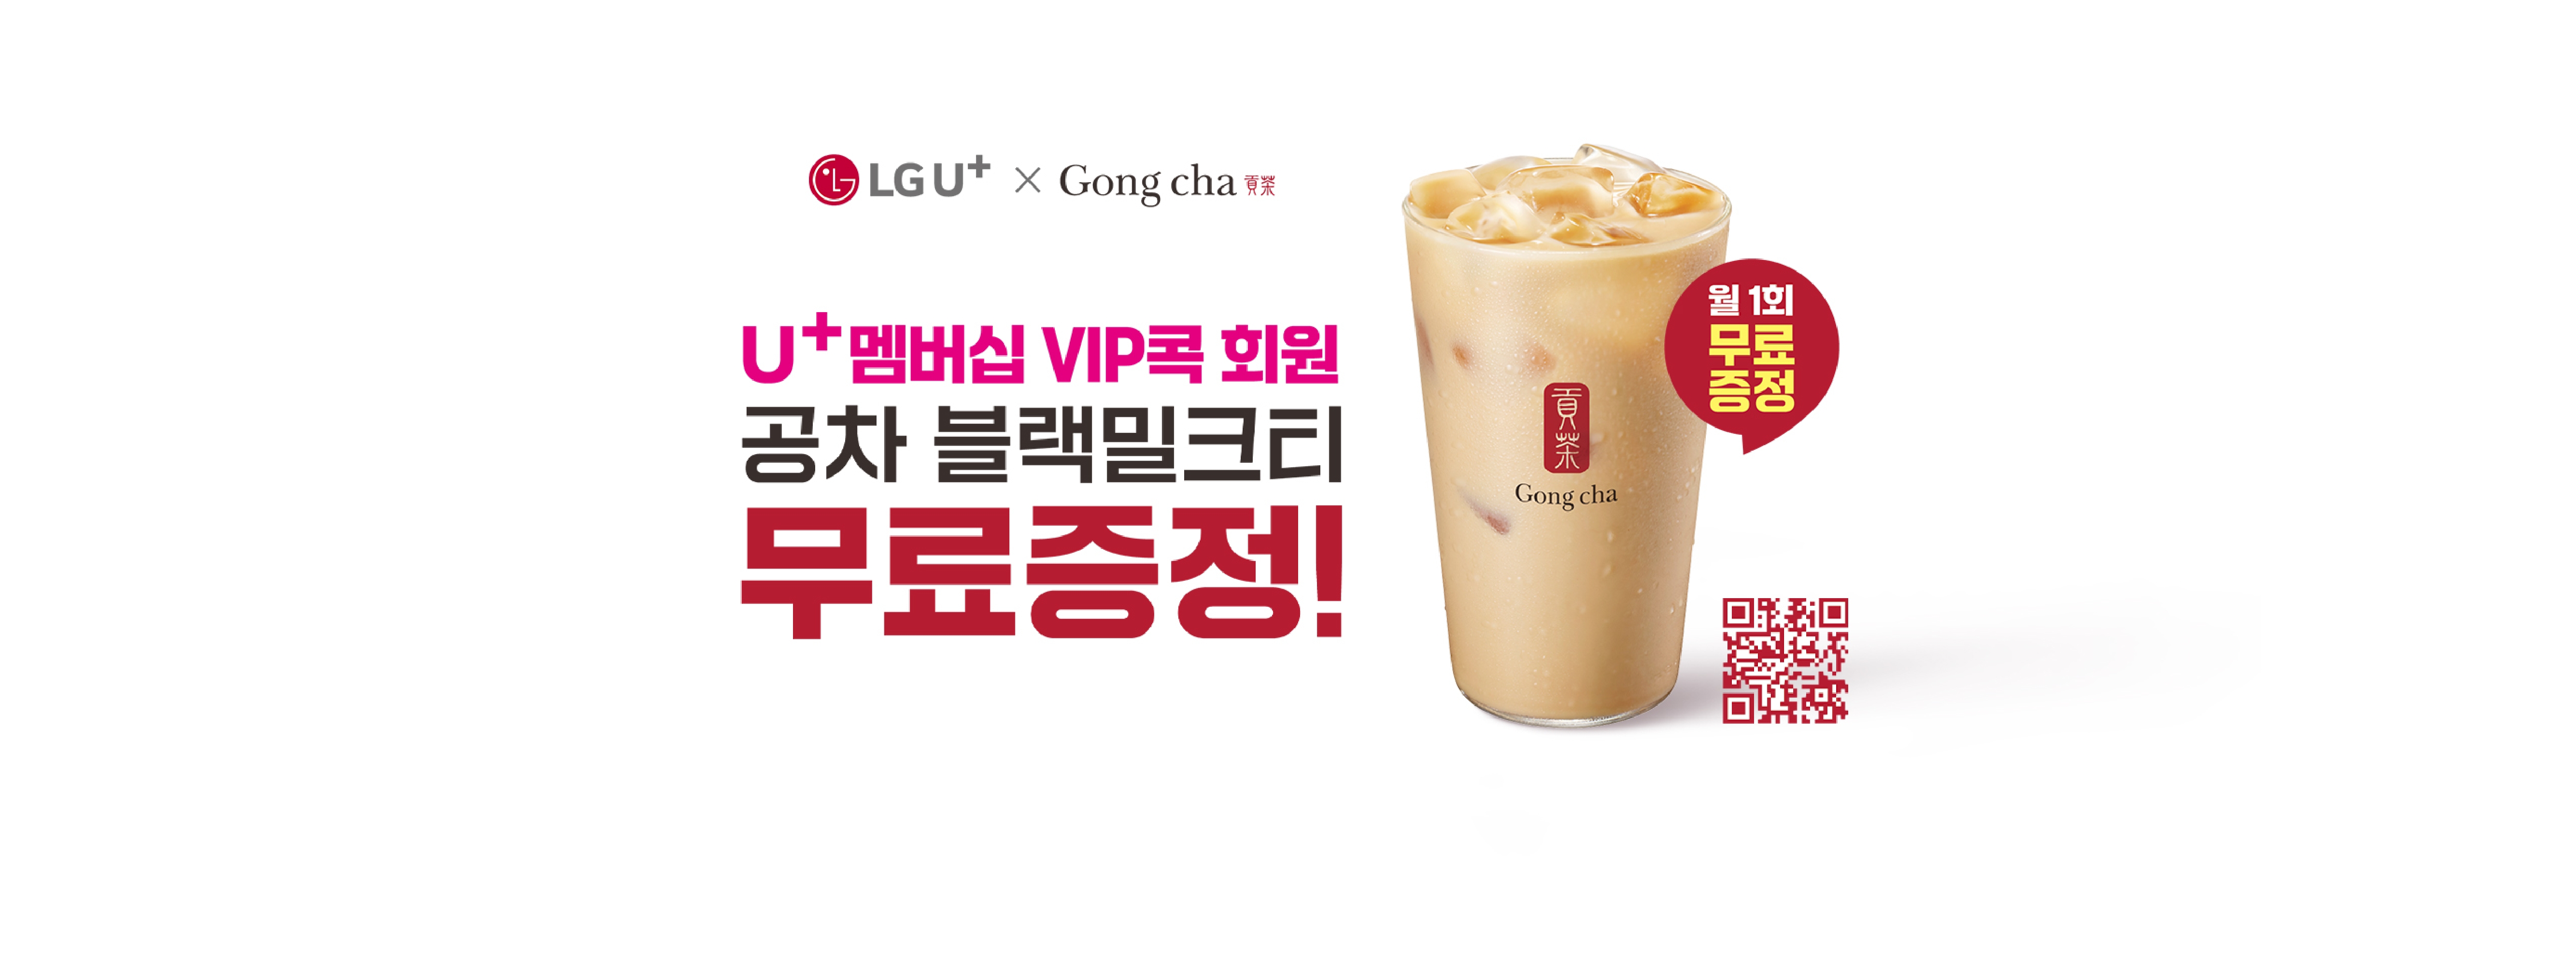 LG U+ × Gong cha 貢茶
U+멤버십 VIP콕 회원
공차 블랙밀크티
무료증정!
월 1회
무료
증정
貢茶
Gong cha